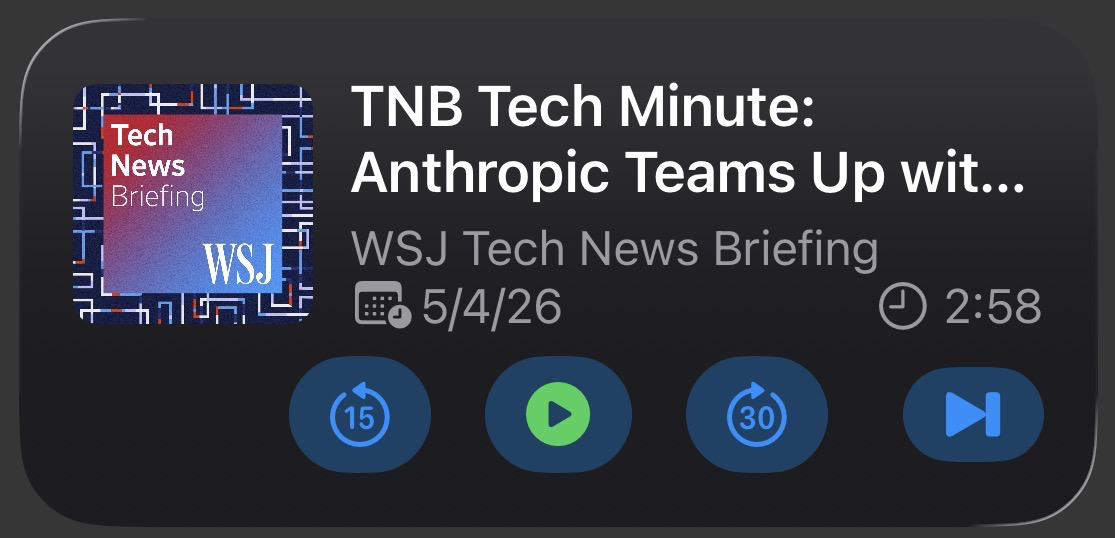 Tech
News
Briefing
WSJ
TNB Tech Minute:
Anthropic Teams Up wit...
WSJ Tech News Briefing
5/4/26
2:58
15
30